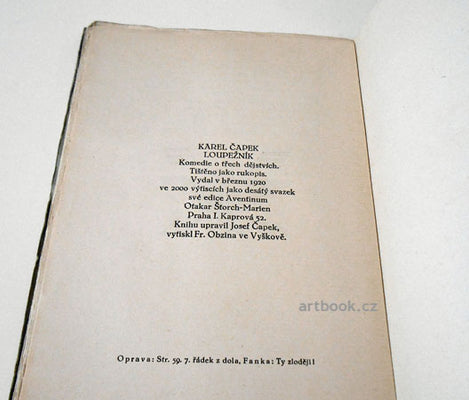 KAREL ČAPEK
LOUPEŽNÍK
Komedie o třech dějstvích.
Tištěno jako rukopis.
Vydal v březnu 1920
ve 2000 výtiscích jako desátý svazek
své edice Aventinum
Otakar Štorch-Marien
Praha I. Kaprová 52.
Knihu upravil Josef Čapek,
vytiskl Fr. Obzina ve Vyškově.
artbook.cz
Oprava: Str. 59. 7. řádek z dola, Fanka: Ty zloději!